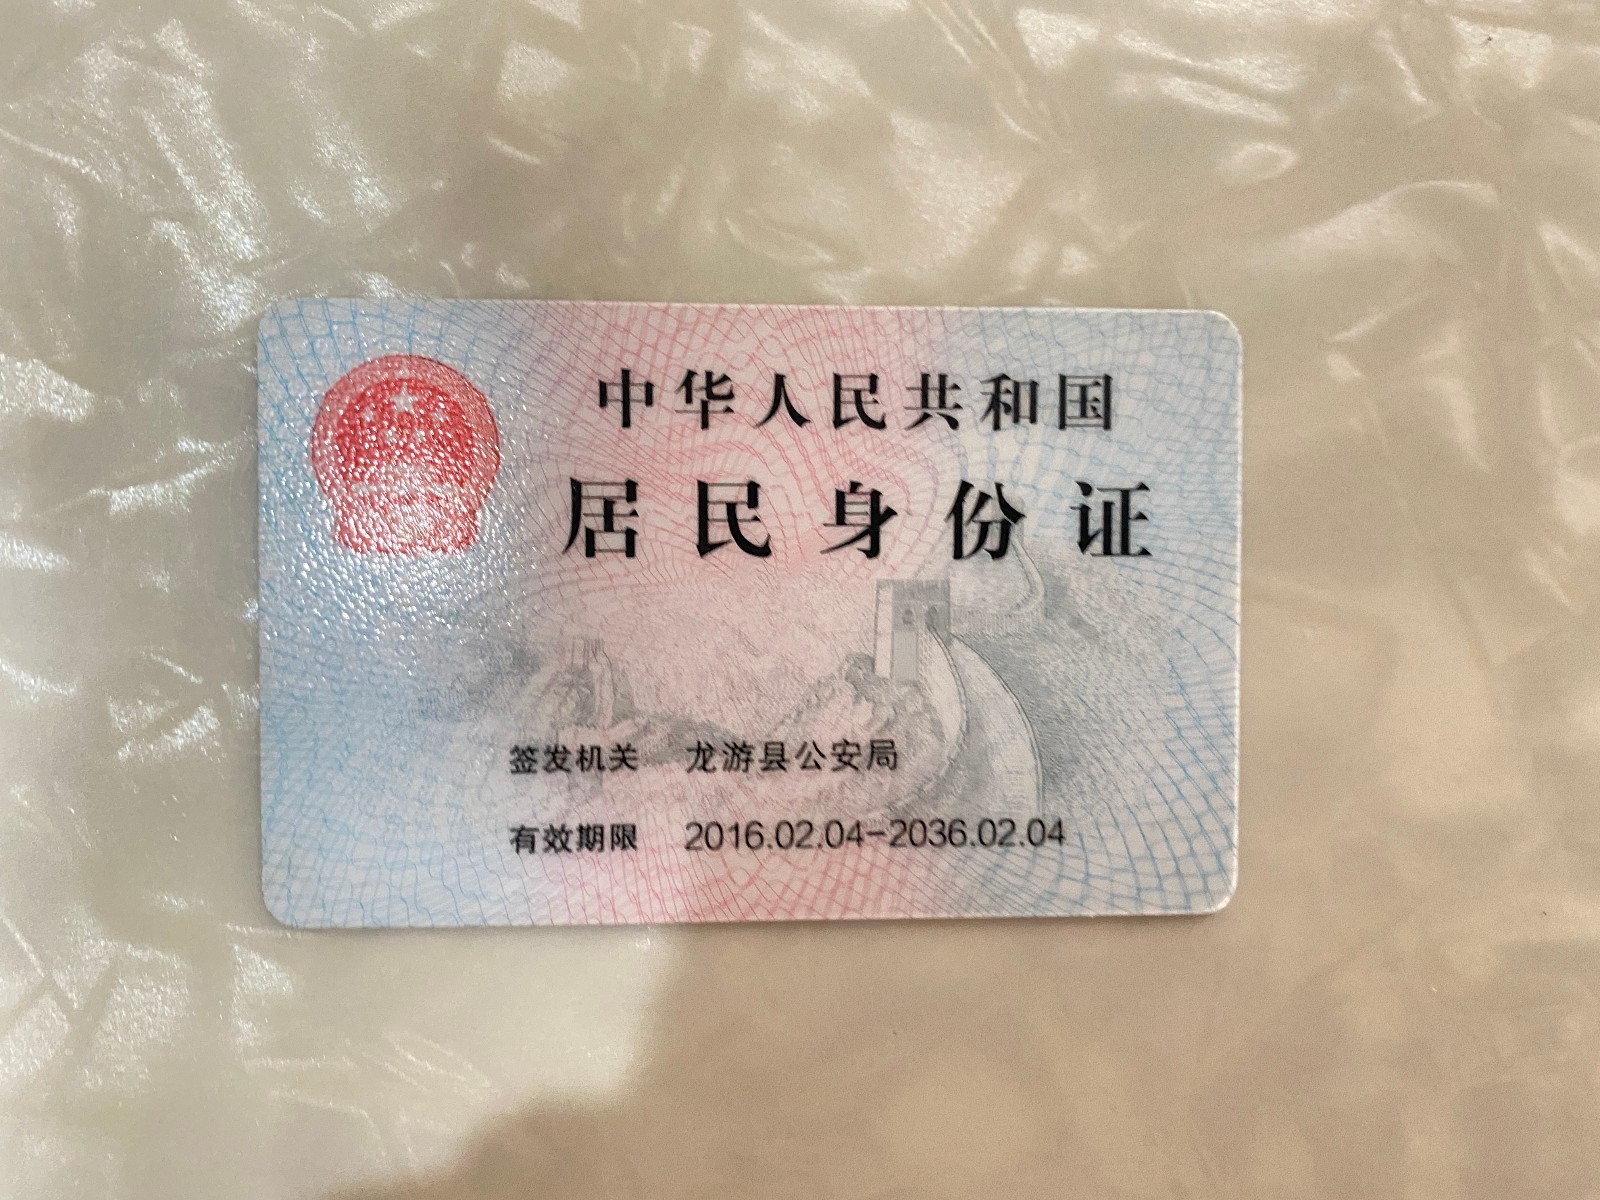 中华人民共和国
居民身份证
签发机关 龙游县公安局
有效期限 2016.02.04-2036.02.04